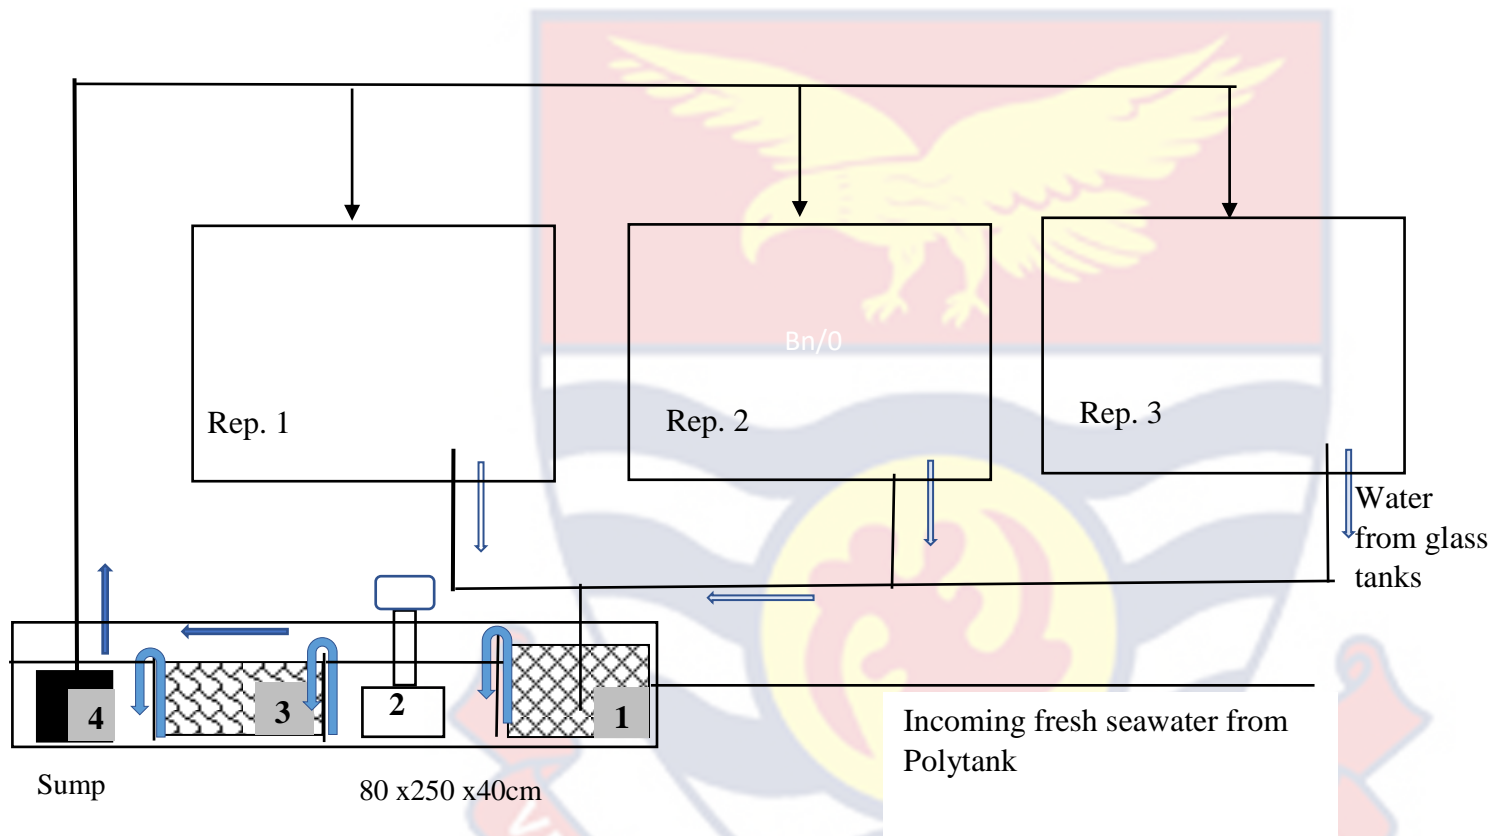 Bn/0
Rep. 1
Rep. 2
Rep. 3
Water
from glass
tanks
4
3
2
1
Incoming fresh seawater from
Polytank
Sump
80 x250 x40cm